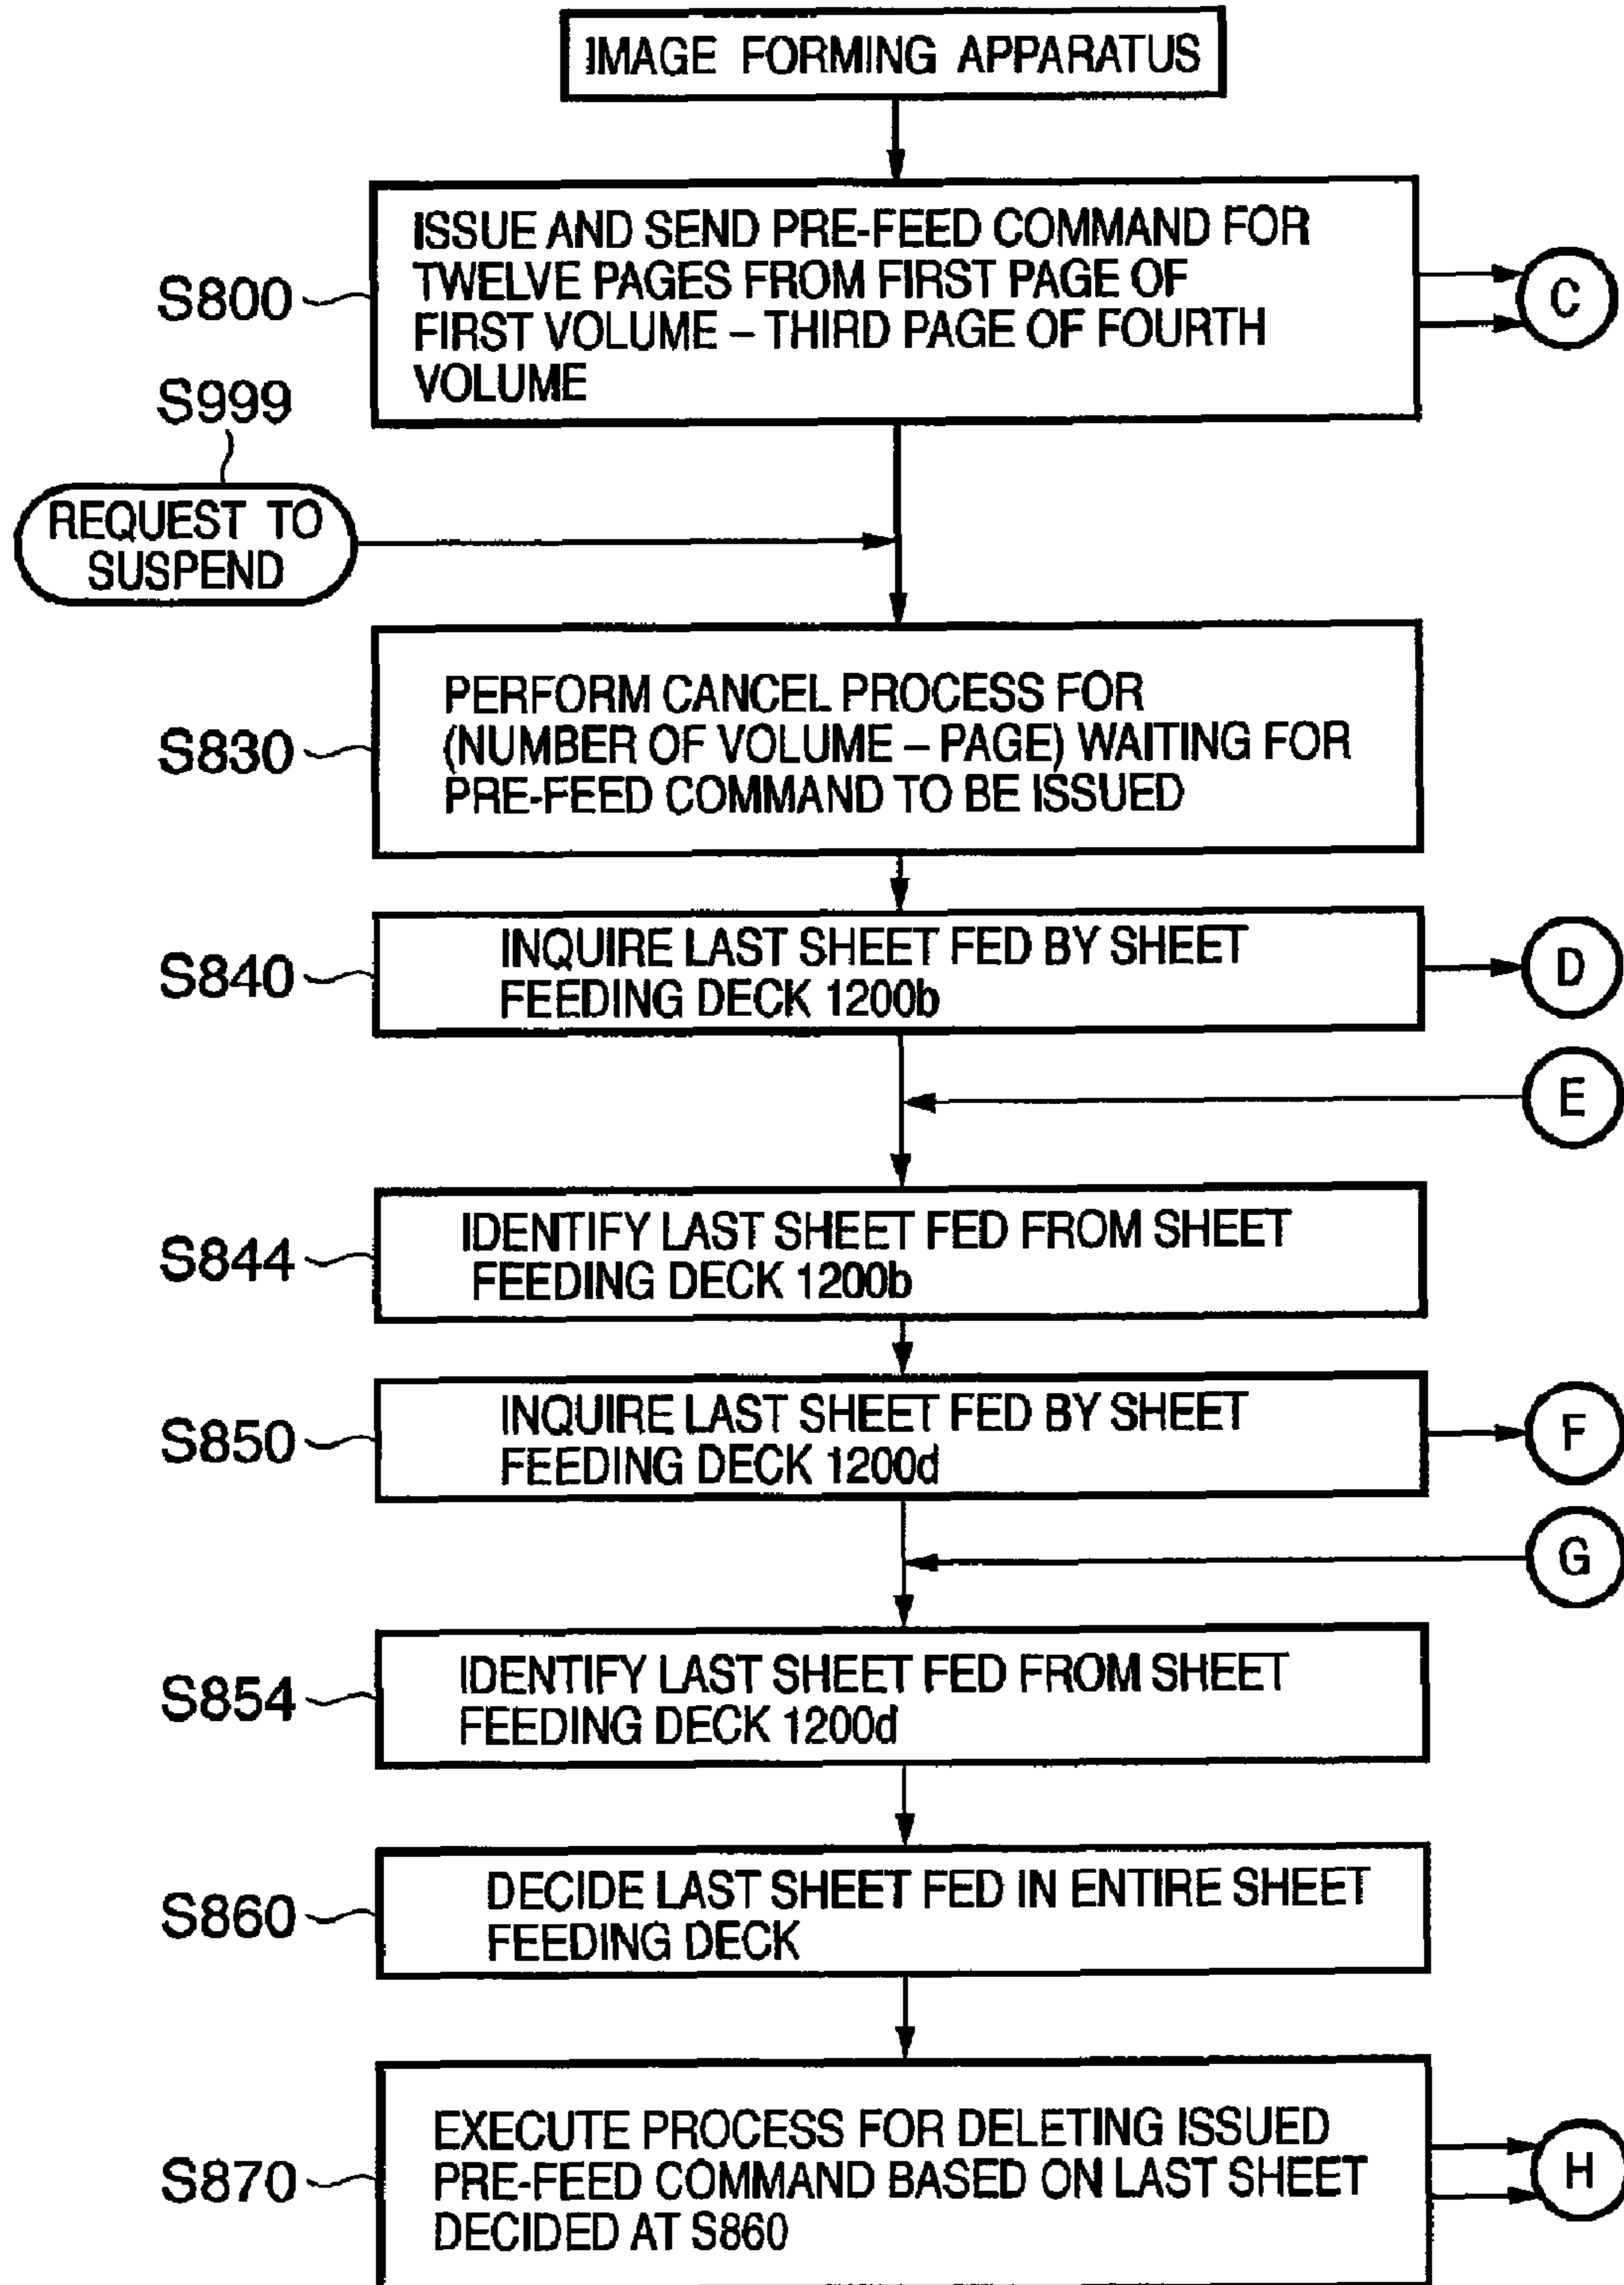 IMAGE FORMING APPARATUS
S800
ISSUE AND SEND PRE-FEED COMMAND FOR
TWELVE PAGES FROM FIRST PAGE OF
FIRST VOLUME – THIRD PAGE OF FOURTH
VOLUME
C
S999
REQUEST TO
SUSPEND
S830
PERFORM CANCEL PROCESS FOR
(NUMBER OF VOLUME – PAGE) WAITING FOR
PRE-FEED COMMAND TO BE ISSUED
S840
INQUIRE LAST SHEET FED BY SHEET
FEEDING DECK 1200b
D
E
S844
IDENTIFY LAST SHEET FED FROM SHEET
FEEDING DECK 1200b
S850
INQUIRE LAST SHEET FED BY SHEET
FEEDING DECK 1200d
F
G
S854
IDENTIFY LAST SHEET FED FROM SHEET
FEEDING DECK 1200d
S860
DECIDE LAST SHEET FED IN ENTIRE SHEET
FEEDING DECK
S870
EXECUTE PROCESS FOR DELETING ISSUED
PRE-FEED COMMAND BASED ON LAST SHEET
DECIDED AT S860
H